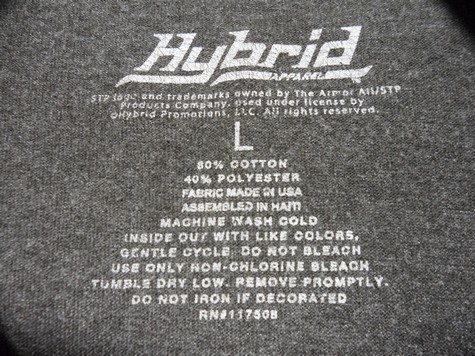 Hybrid
APPAREL
STP logo and trademarks owned by The Armor All/STP
Products Company, used under license by
©Hybrid Promotions, LLC. All rights reserved.
L
60% COTTON
40% POLYESTER
FABRIC MADE IN USA
ASSEMBLED IN HAITI
MACHINE WASH COLD
INSIDE OUT WITH LIKE COLORS,
GENTLE CYCLE. DO NOT BLEACH
USE ONLY NON-CHLORINE BLEACH
TUMBLE DRY LOW. REMOVE PROMPTLY.
DO NOT IRON IF DECORATED
RN#117508